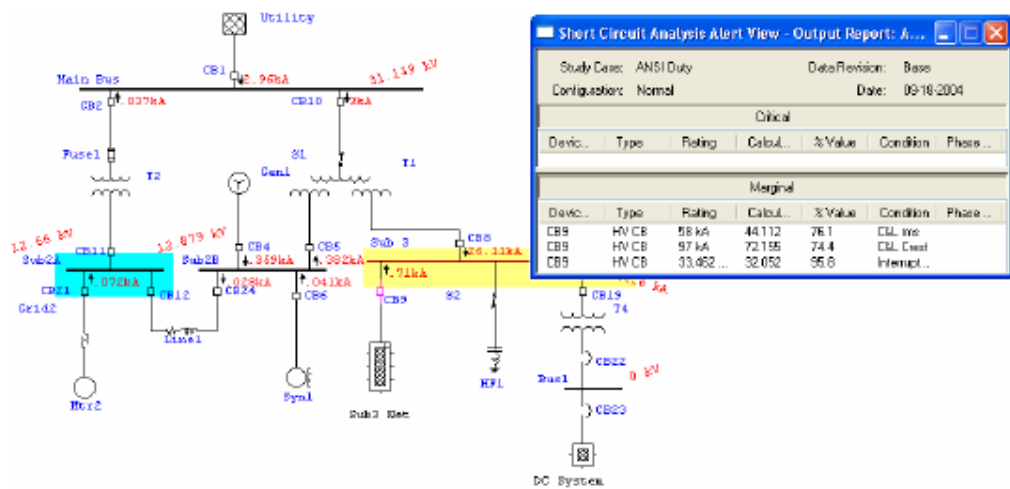 Utility
CB1
2.96kA
31.149 kV
Main Bus
CB2
.037kA
CB10
3kA
Fuse1
S1
T1
T2
Gen1
12.66 kV
12.879 kV
CB11
CB4
CB5
Sub 3
CB8
Sub2A
Sub2B
.359kA
.382kA
26.11kA
.072kA
.71kA
CB21
CB12
.028kA
CB24
.041kA
CB6
CB9
S2
CB19
kA
Grid2
T4
Line1
CB22
Mtr2
Syn1
HF1
Bus1
0 kV
Sub3 Net
CB23
DC System
Short Circuit Analysis Alert View - Output Report: A...
Study Case: ANSI Duty Data Revision: Base
Configuration: Normal Date: 09-18-2004
Critical
Devic... Type Rating Calcul... % Value Condition Phase ...
Marginal
Devic... Type Rating Calcul... % Value Condition Phase ...
CB9 HV CB 58 kA 44.112 76.1 C&L rms
CB9 HV CB 97 kA 72.155 74.4 C&L Crest
CB9 HV CB 33.462 ... 32.052 95.8 Interrupt...